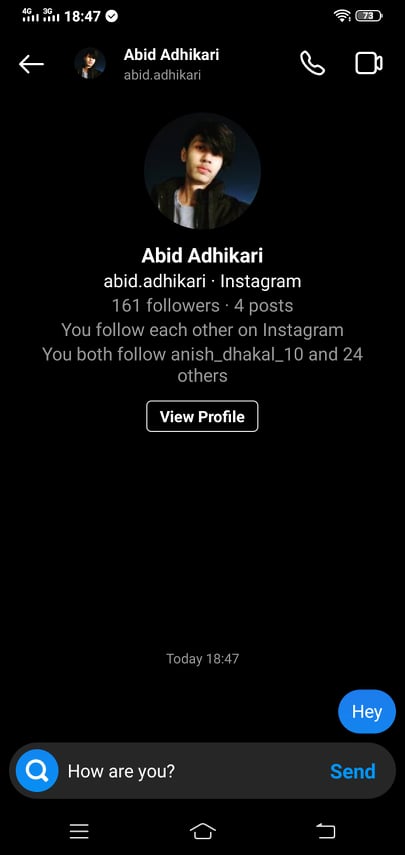 4G 3G 18:47 73
Abid Adhikari
abid.adhikari
Abid Adhikari
abid.adhikari · Instagram
161 followers · 4 posts
You follow each other on Instagram
You both follow anish_dhakal_10 and 24
others
View Profile
Today 18:47
Hey
How are you? Send